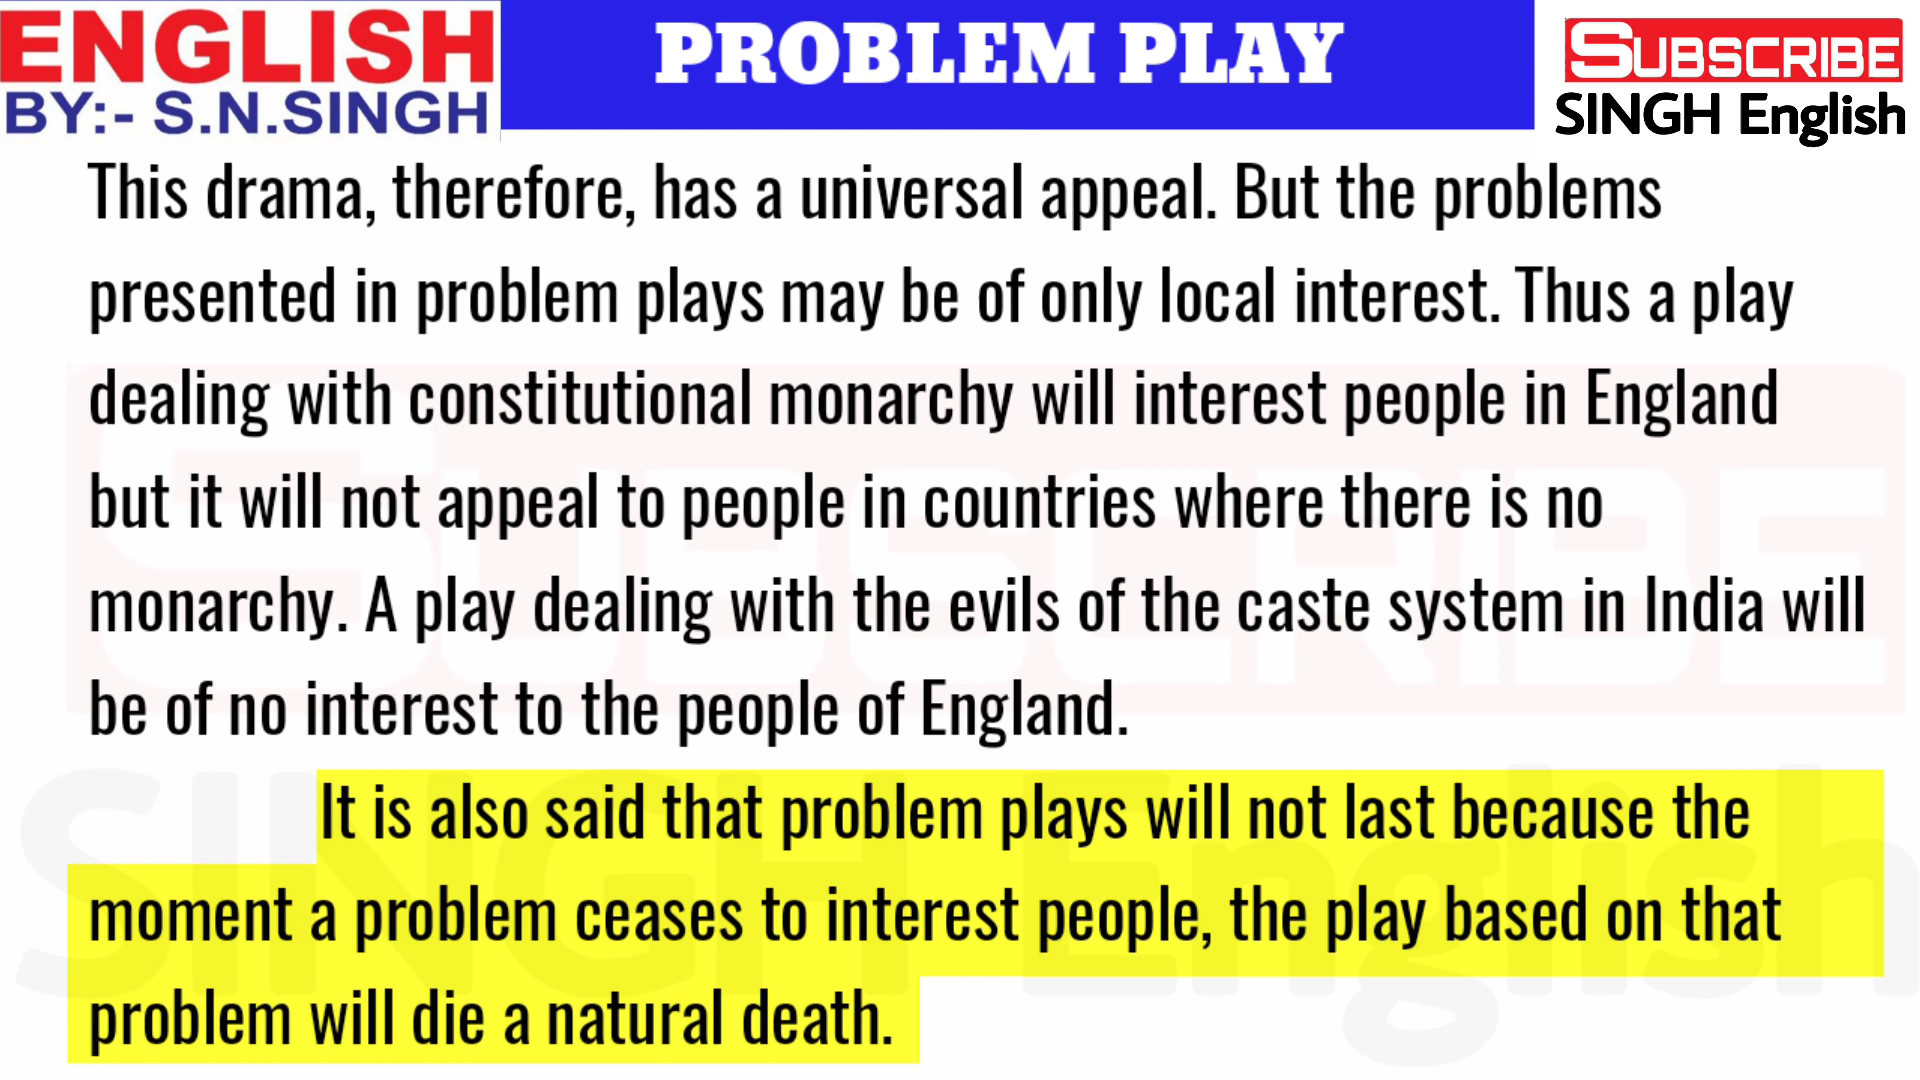 ENGLISH
BY:- S.N.SINGH
PROBLEM PLAY
SUBSCRIBE
SINGH English
This drama, therefore, has a universal appeal. But the problems
presented in problem plays may be of only local interest. Thus a play
dealing with constitutional monarchy will interest people in England
but it will not appeal to people in countries where there is no
monarchy. A play dealing with the evils of the caste system in India will
be of no interest to the people of England.
It is also said that problem plays will not last because the
moment a problem ceases to interest people, the play based on that
problem will die a natural death.
SUBSCRIBE
SINGH English